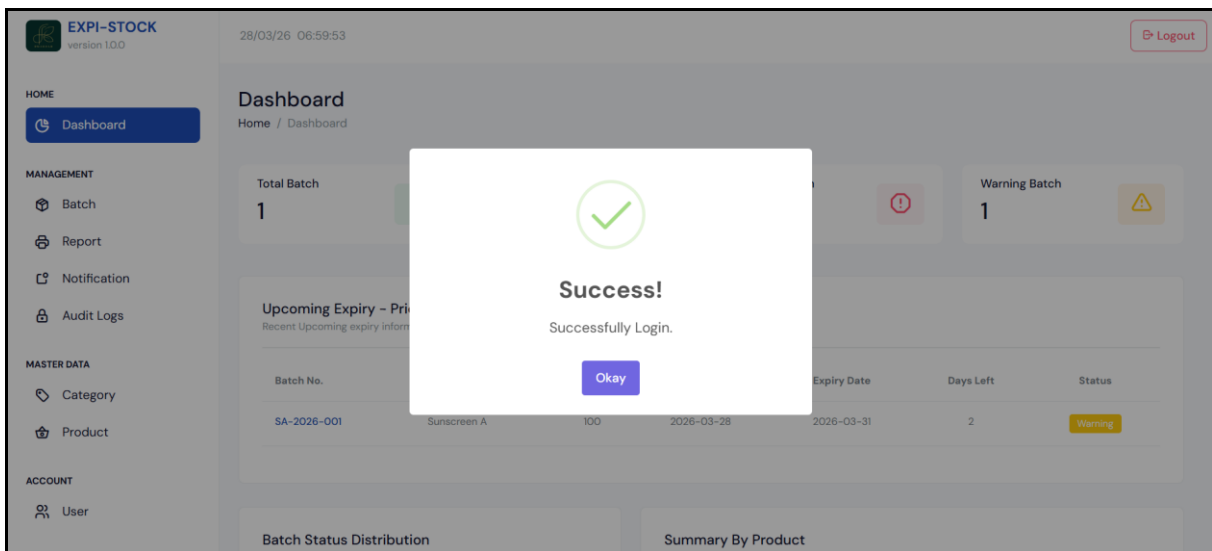 EXPI-STOCK
version 1.0.0
28/03/26 06:59:53
Logout
HOME
Dashboard
MANAGEMENT
Batch
Report
Notification
Audit Logs
MASTER DATA
Category
Product
ACCOUNT
User
Dashboard
Home / Dashboard
Total Batch
1
Warning Batch
1
Success!
Successfully Login.
Okay
Upcoming Expiry -
Recent Upcoming expiry
Batch No. Expiry Date Days Left Status
SA-2026-001 Sunscreen A 100 2026-03-28 2026-03-31 2 Warning
Batch Status Distribution
Summary By Product